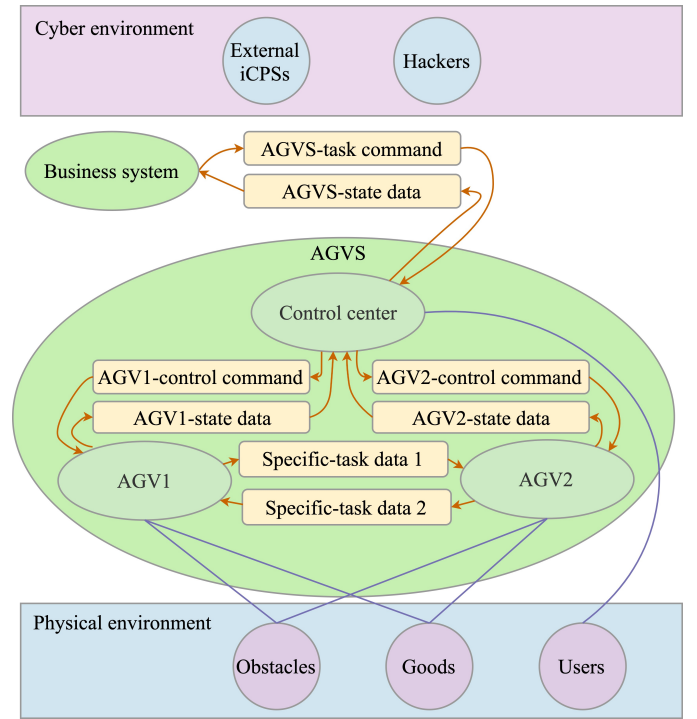 Cyber environment
External
iCPSs
Hackers
AGVS-task command
Business system
AGVS-state data
AGVS
Control center
AGV1-control command
AGV2-control command
AGV1-state data
AGV2-state data
Specific-task data 1
AGV1
AGV2
Specific-task data 2
Physical environment
Obstacles
Goods
Users